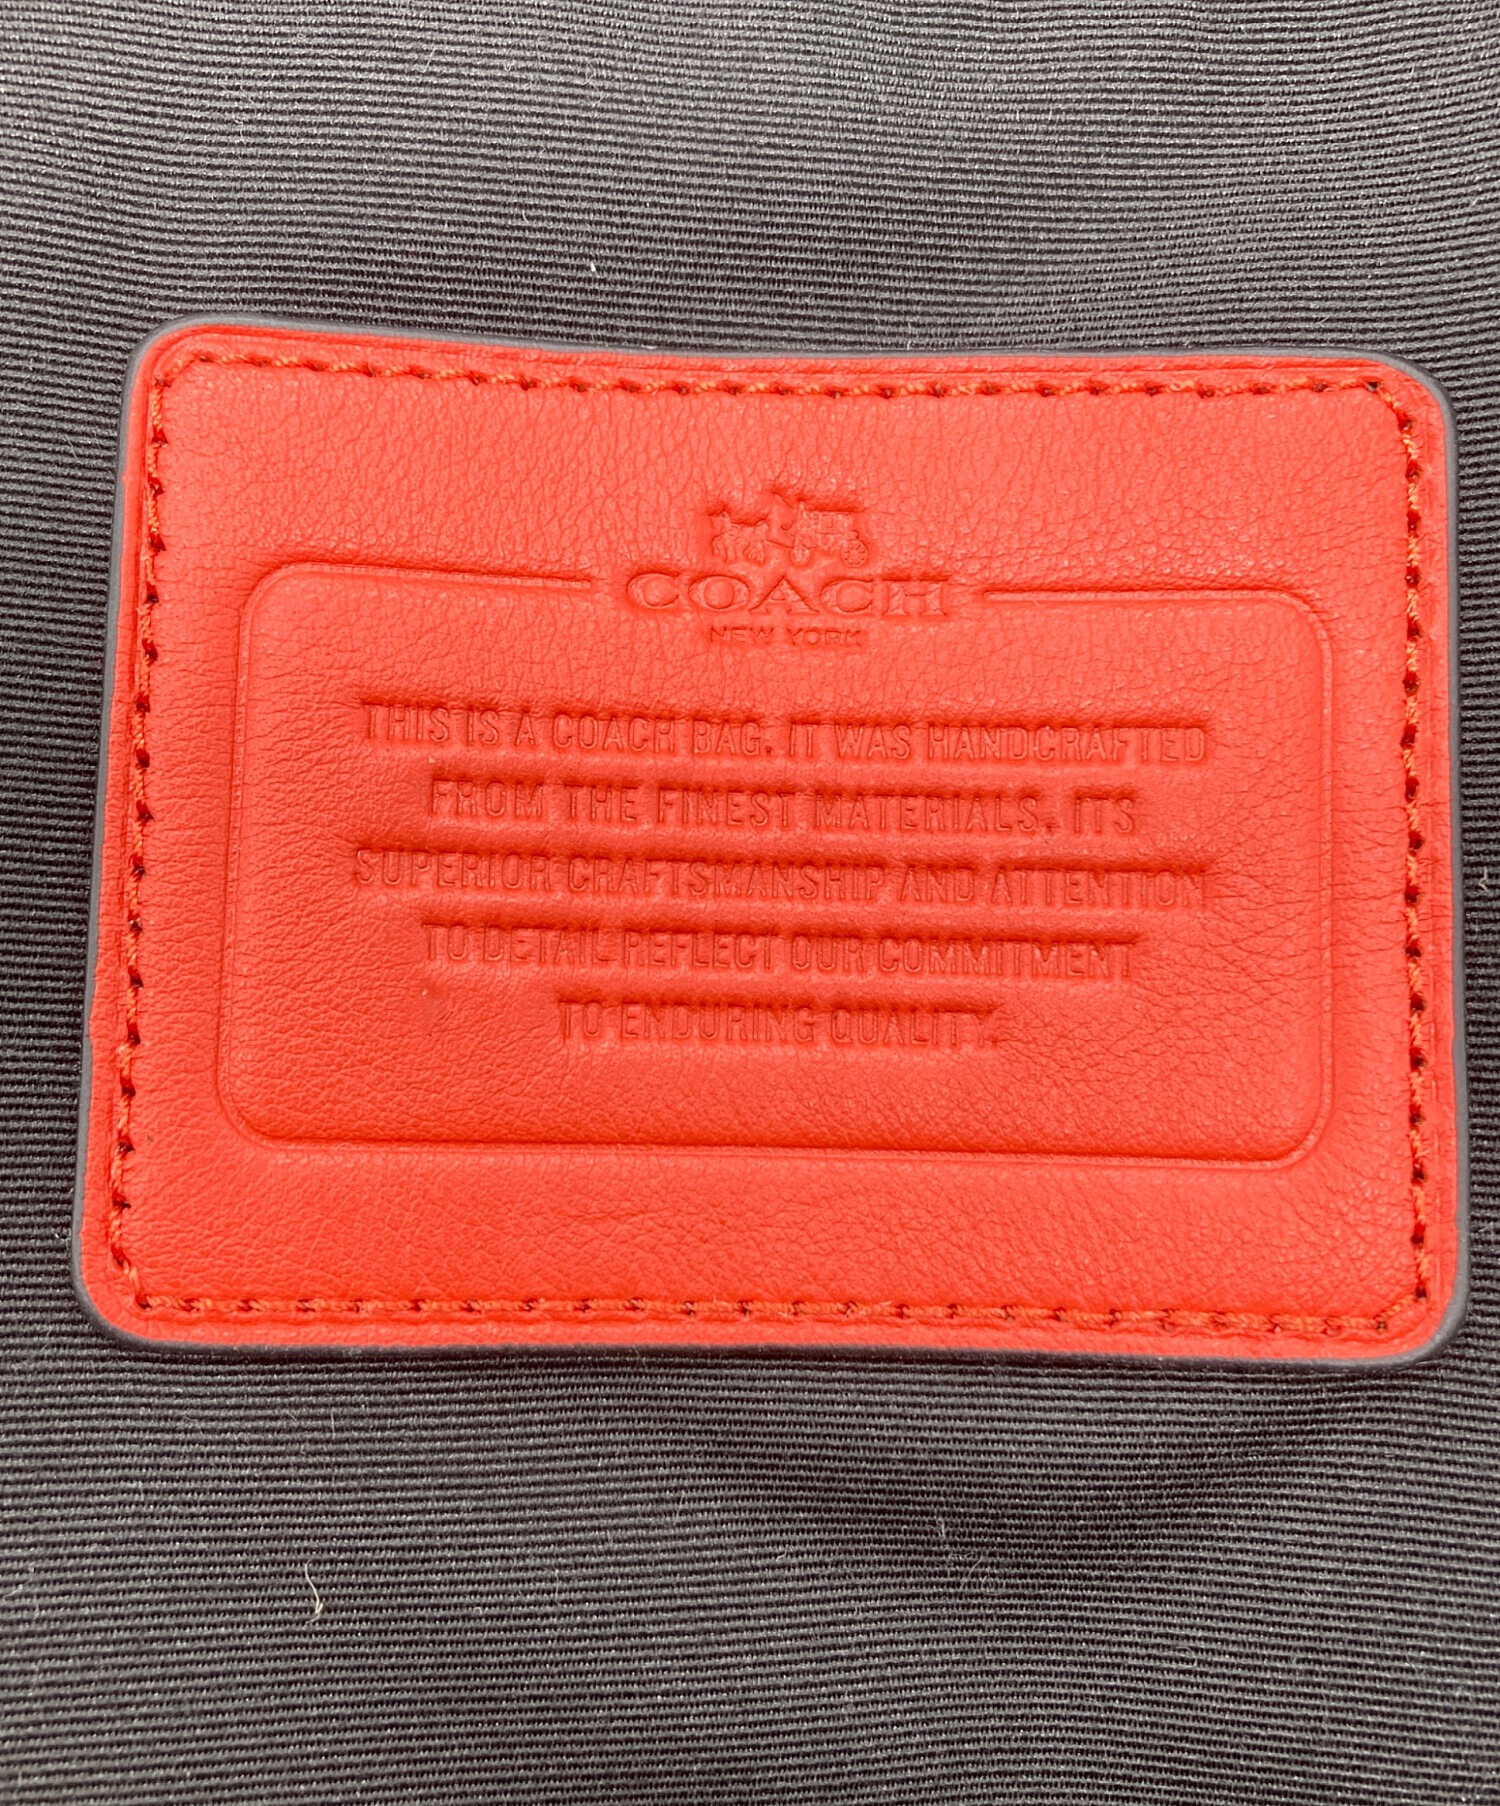 COACH
NEW YORK
THIS IS A COACH BAG. IT WAS HANDCRAFTED
FROM THE FINEST MATERIALS. ITS
SUPERIOR CRAFTSMANSHIP AND ATTENTION
TO DETAIL REFLECT OUR COMMITMENT
TO ENDURING QUALITY.